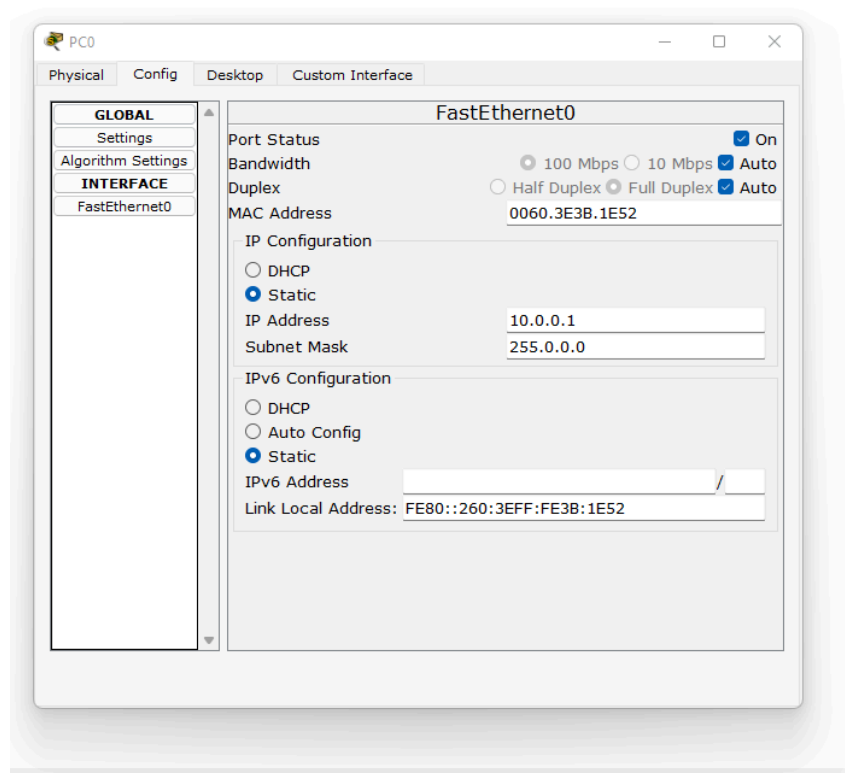 PC0
Physical Config Desktop Custom Interface
GLOBAL
Settings
Algorithm Settings
INTERFACE
FastEthernet0
FastEthernet0
Port Status On
Bandwidth 100 Mbps 10 Mbps Auto
Duplex Half Duplex Full Duplex Auto
MAC Address 0060.3E3B.1E52
IP Configuration
DHCP
Static
IP Address 10.0.0.1
Subnet Mask 255.0.0.0
IPv6 Configuration
DHCP
Auto Config
Static
IPv6 Address /
Link Local Address: FE80::260:3EFF:FE3B:1E52